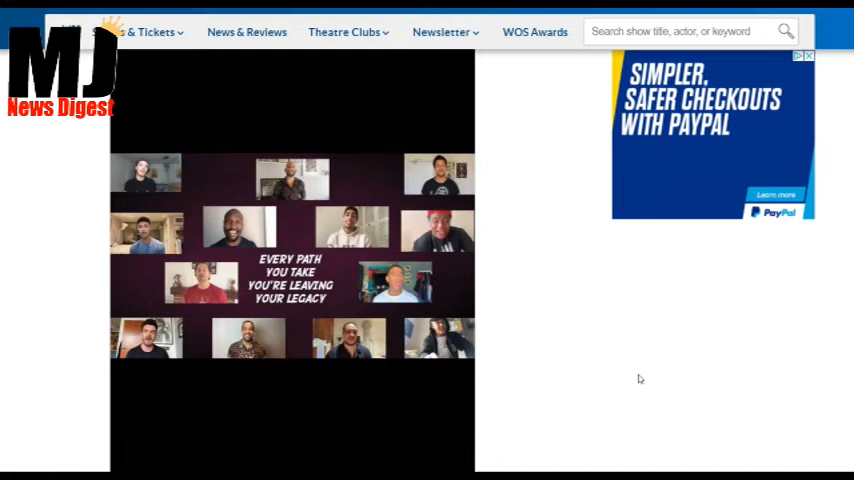 MJ
News Digest
& Tickets
News & Reviews
Theatre Clubs
Newsletter
WOS Awards
Search show title, actor, or keyword
SIMPLER,
SAFER CHECKOUTS
WITH PAYPAL
Learn more
PayPal
EVERY PATH
YOU TAKE
YOU'RE LEAVING
YOUR LEGACY